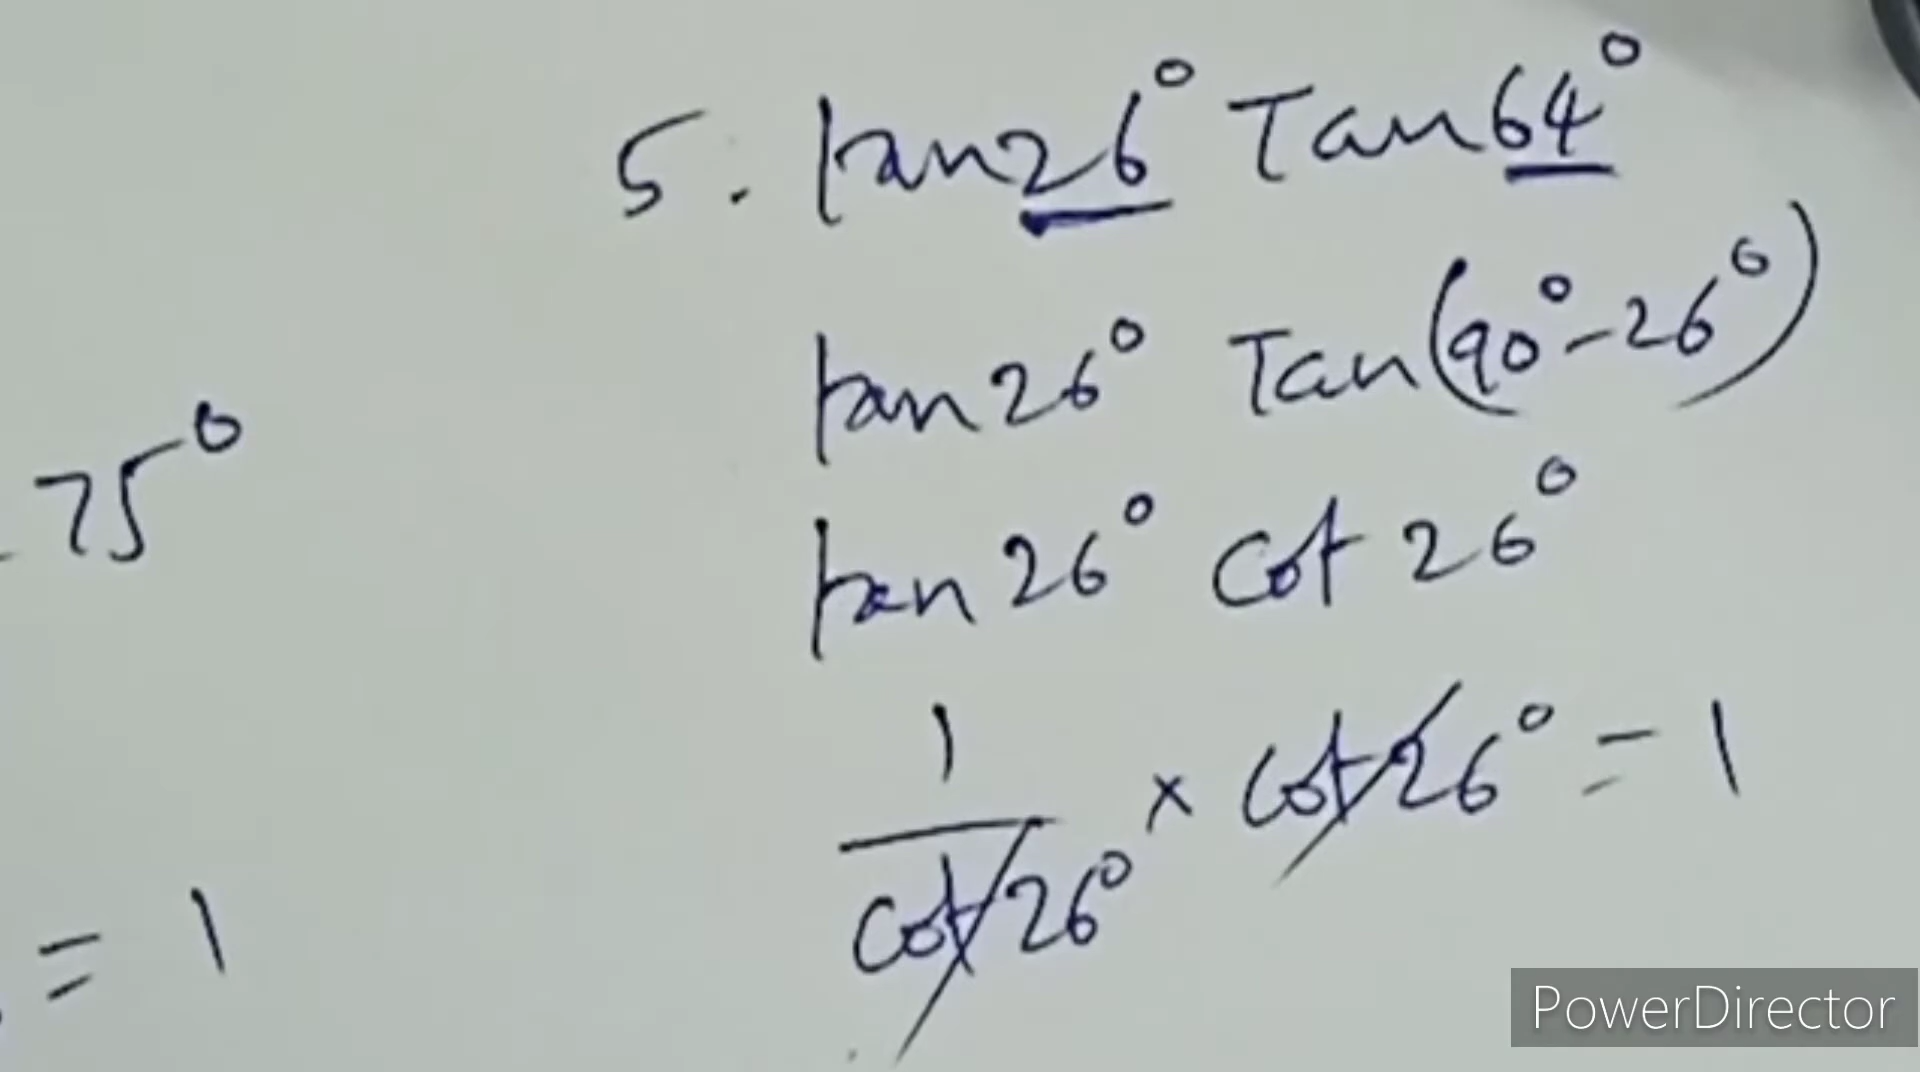 5. tan26° Tan64°
tan26° Tan(90°-26°)
tan26° Cot 26°
1/cot26° × cot26° = 1
75°
= 1
PowerDirector